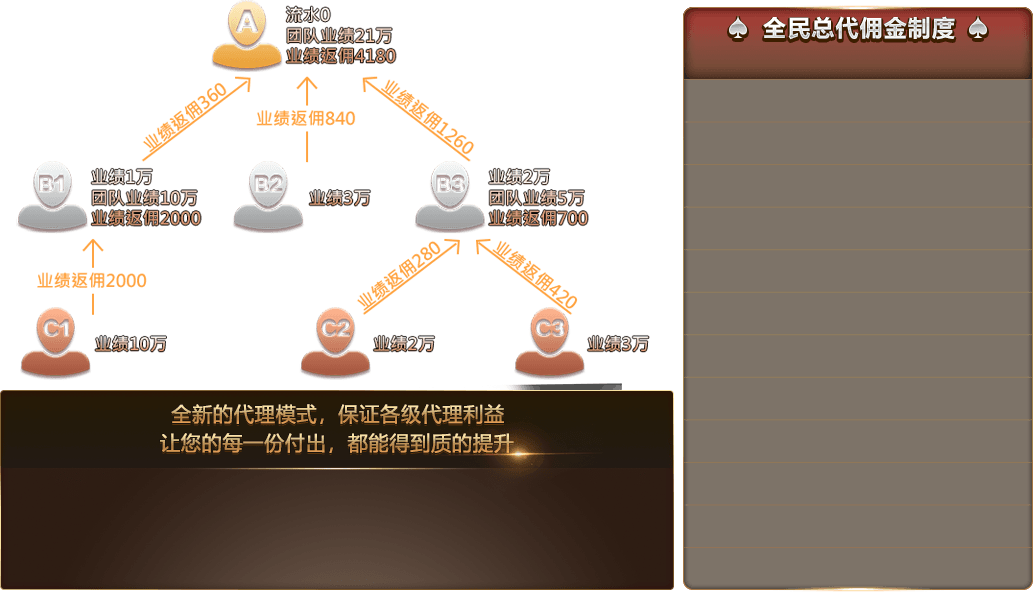 A
流水0
团队业绩21万
业绩返佣4180
全民总代佣金制度
业绩返佣360
业绩返佣840
业绩返佣1260
B1
业绩1万
团队业绩10万
业绩返佣2000
B2
业绩3万
B3
业绩2万
团队业绩5万
业绩返佣700
业绩返佣2000
业绩返佣280
业绩返佣420
C1
业绩10万
C2
业绩2万
C3
业绩3万
全新的代理模式，保证各级代理利益
让您的每一份付出，都能得到质的提升